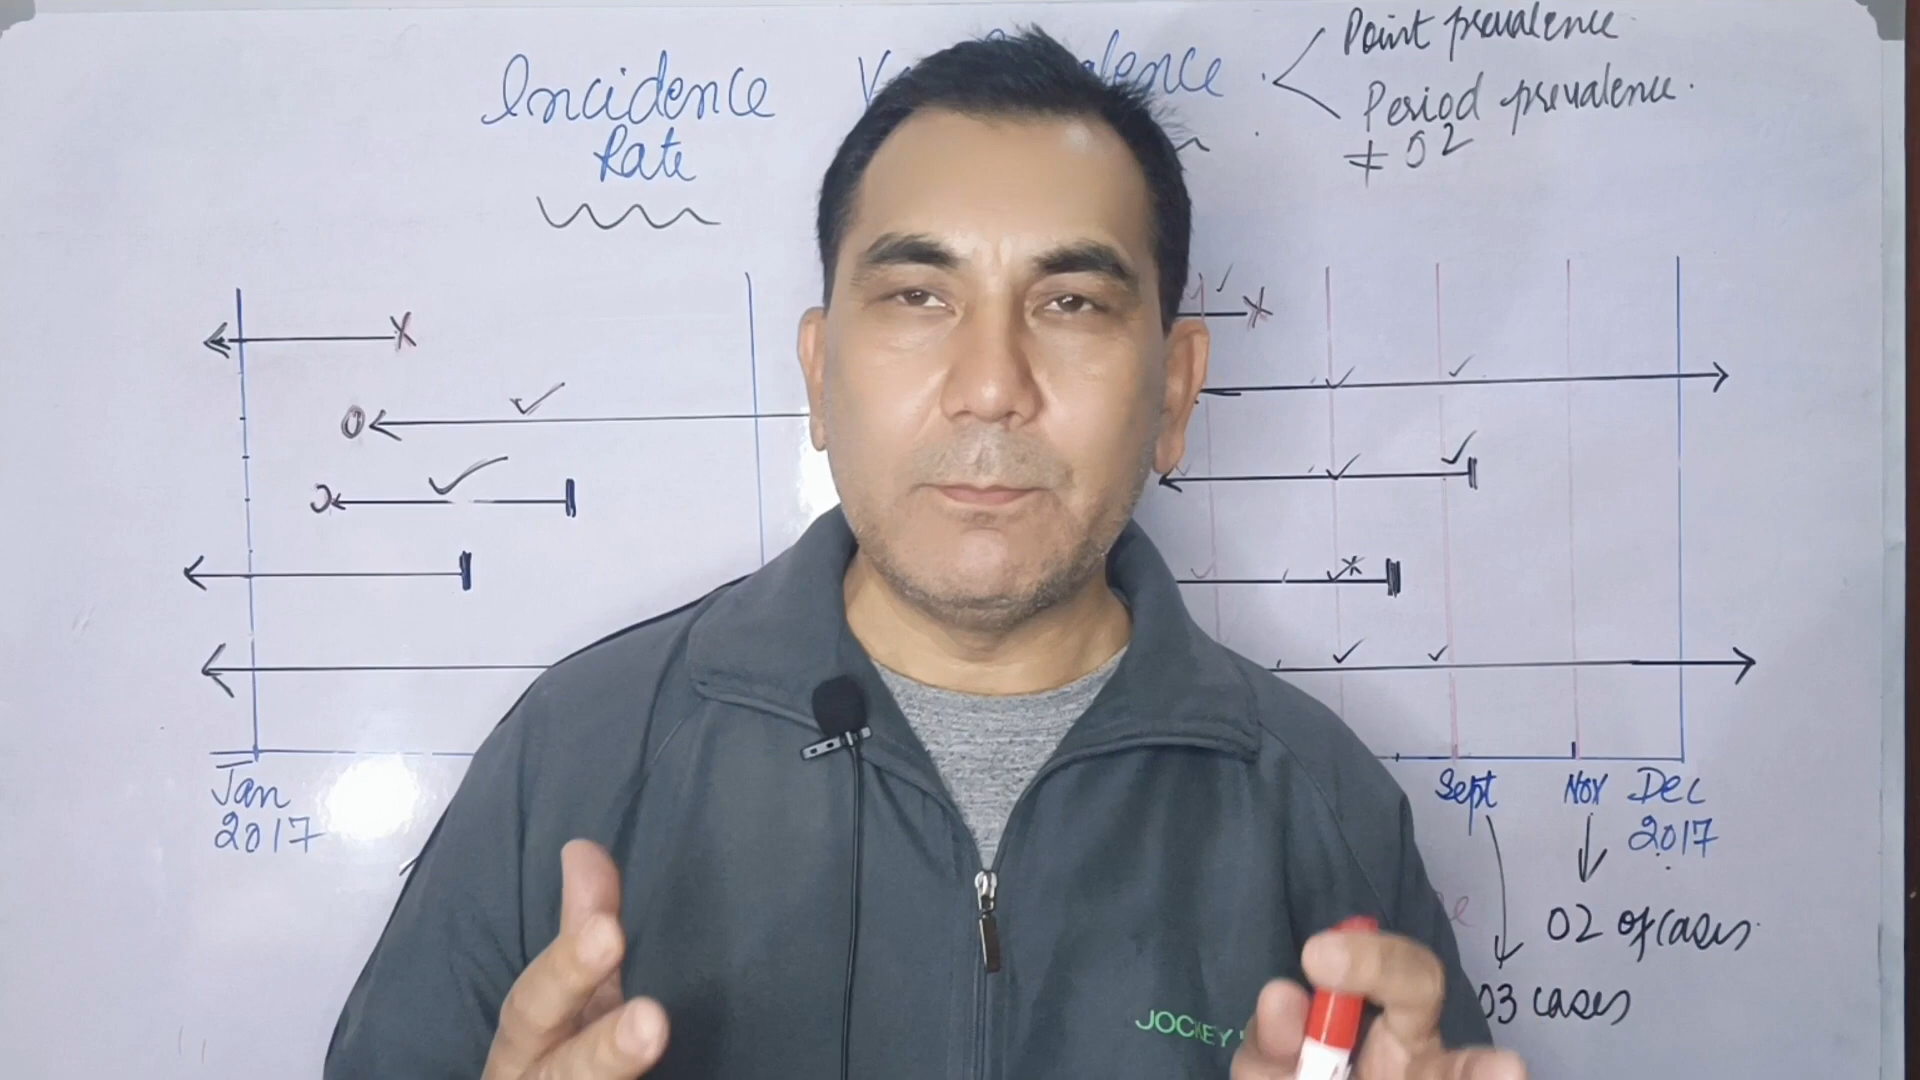 Incidence
Rate
Point prevalence
Period prevalence.
≠ 02
Jan
2017
Sept
Nov
Dec
2017
02 of cases
03 cases
JOCKEY